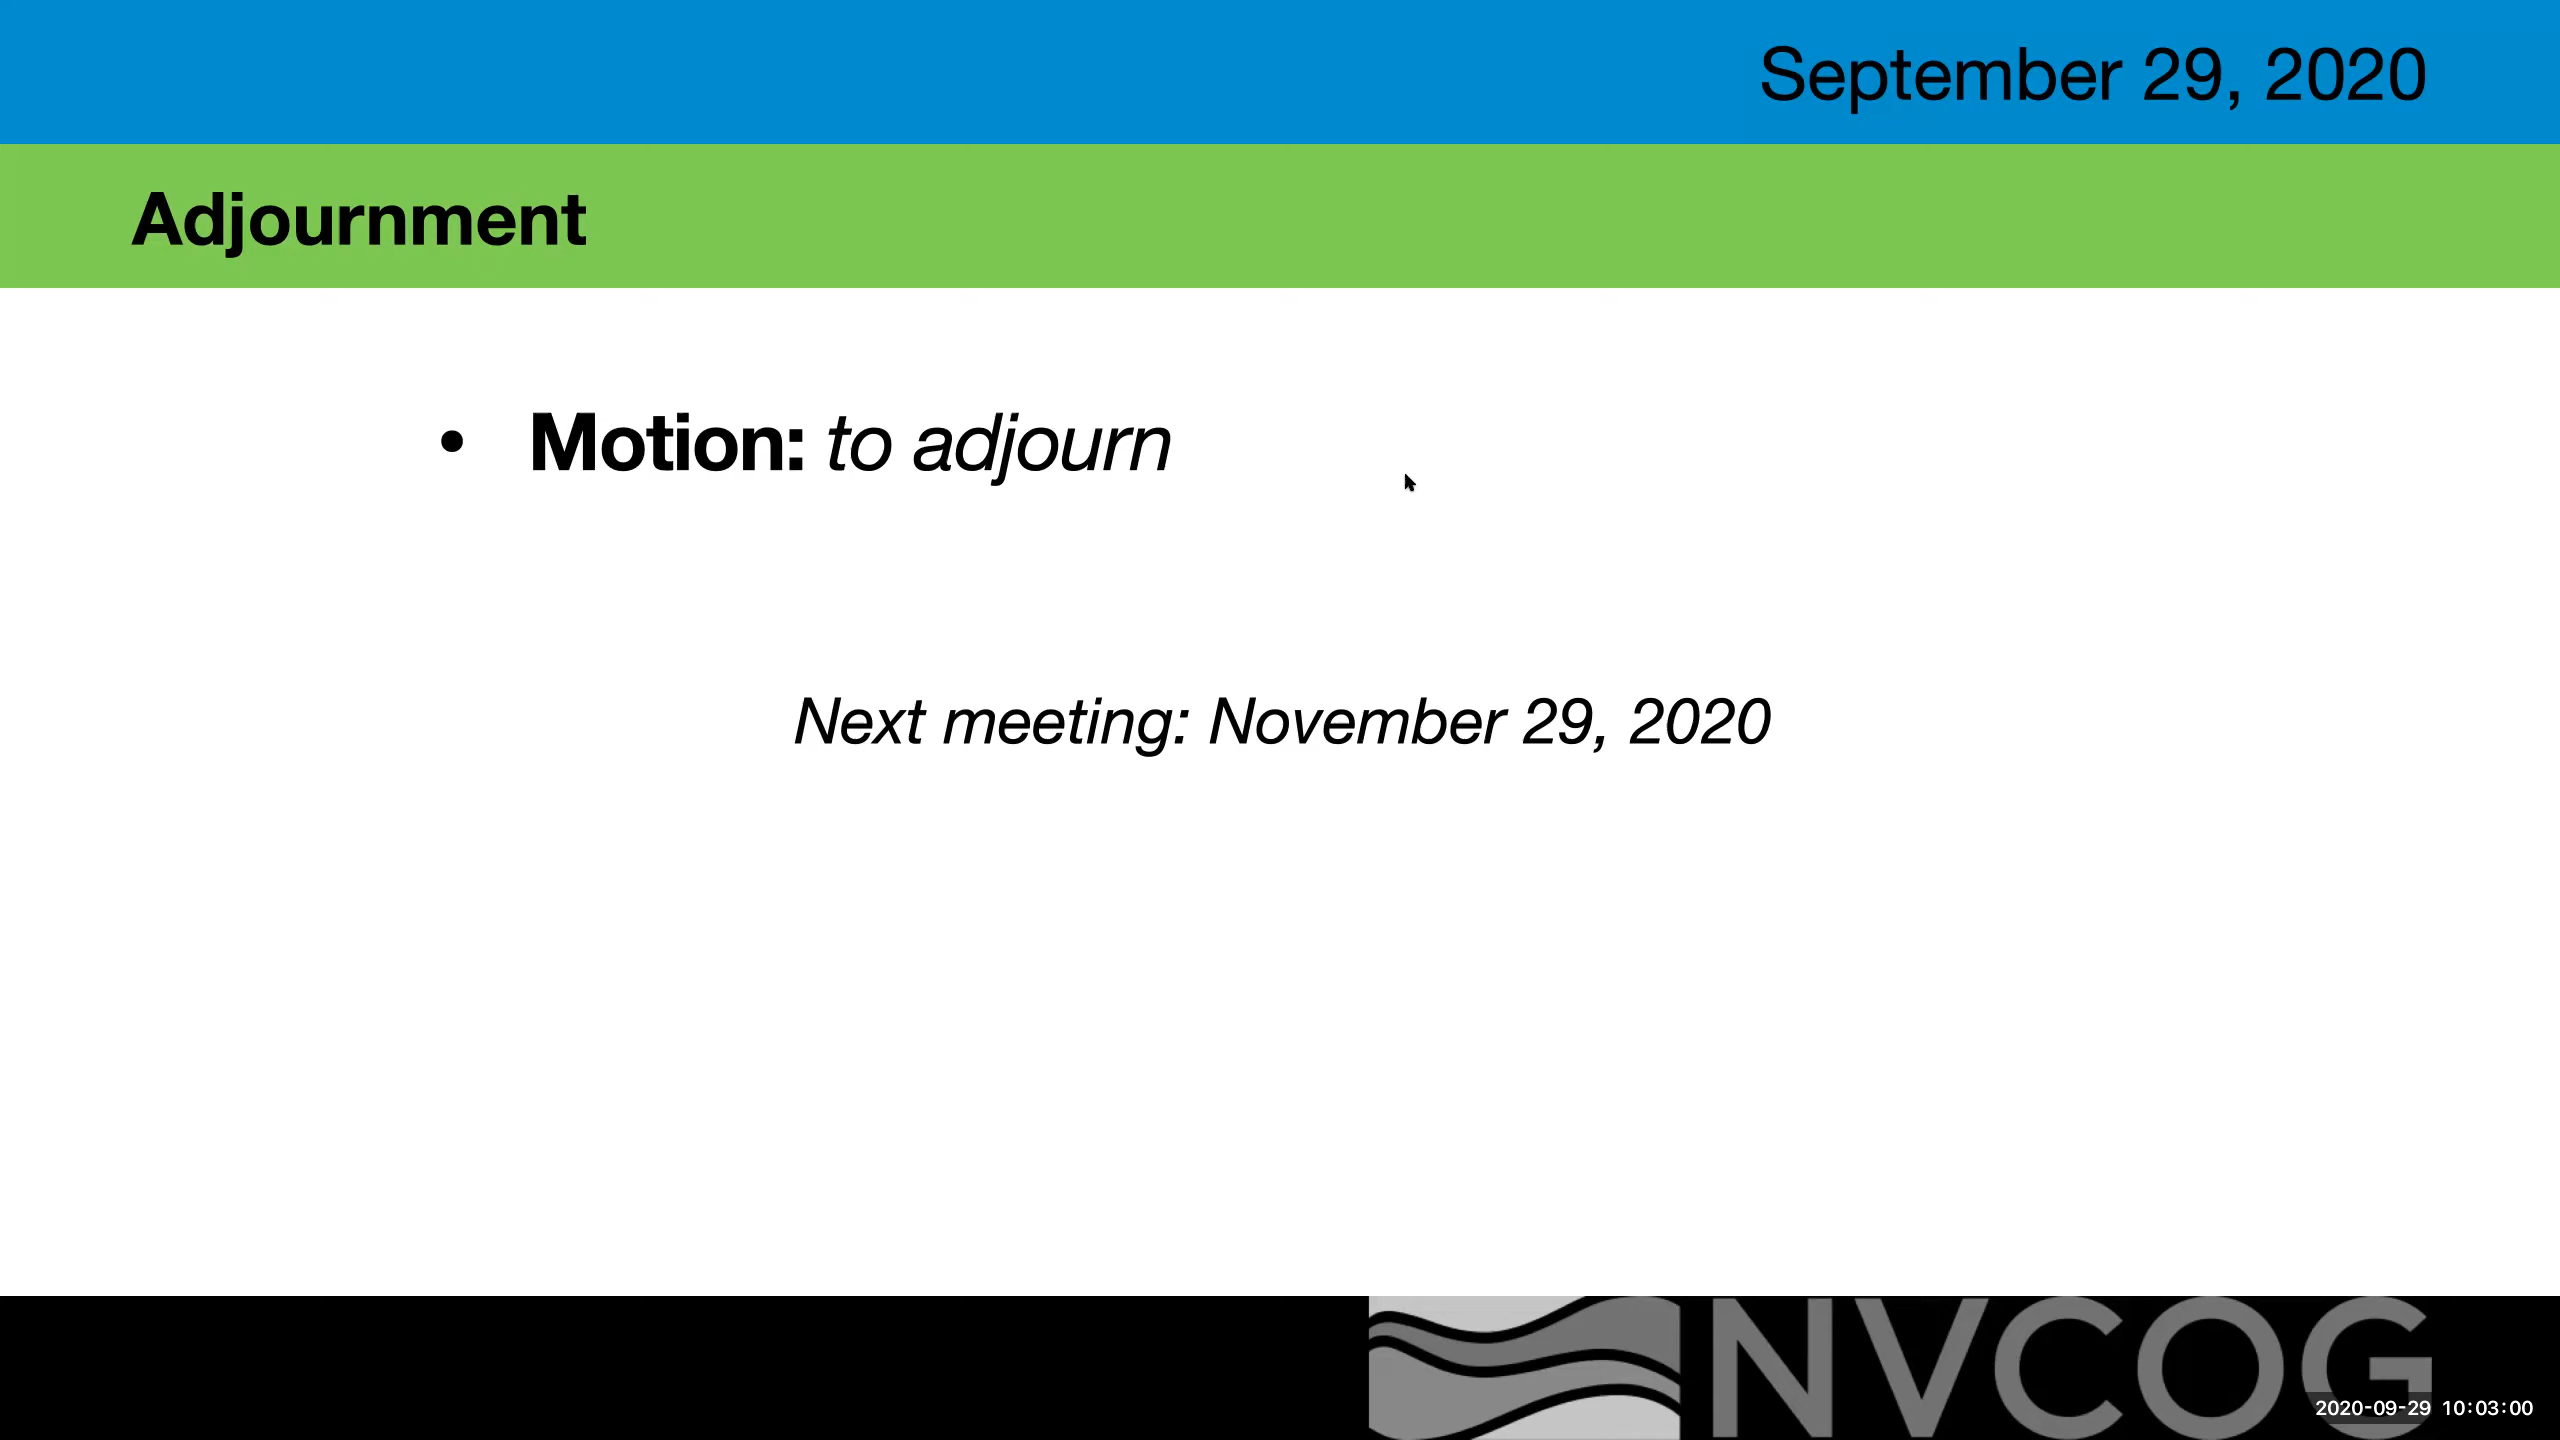 September 29, 2020
Adjournment
• Motion: to adjourn
Next meeting: November 29, 2020
NVCOG
2020-09-29 10:03:00